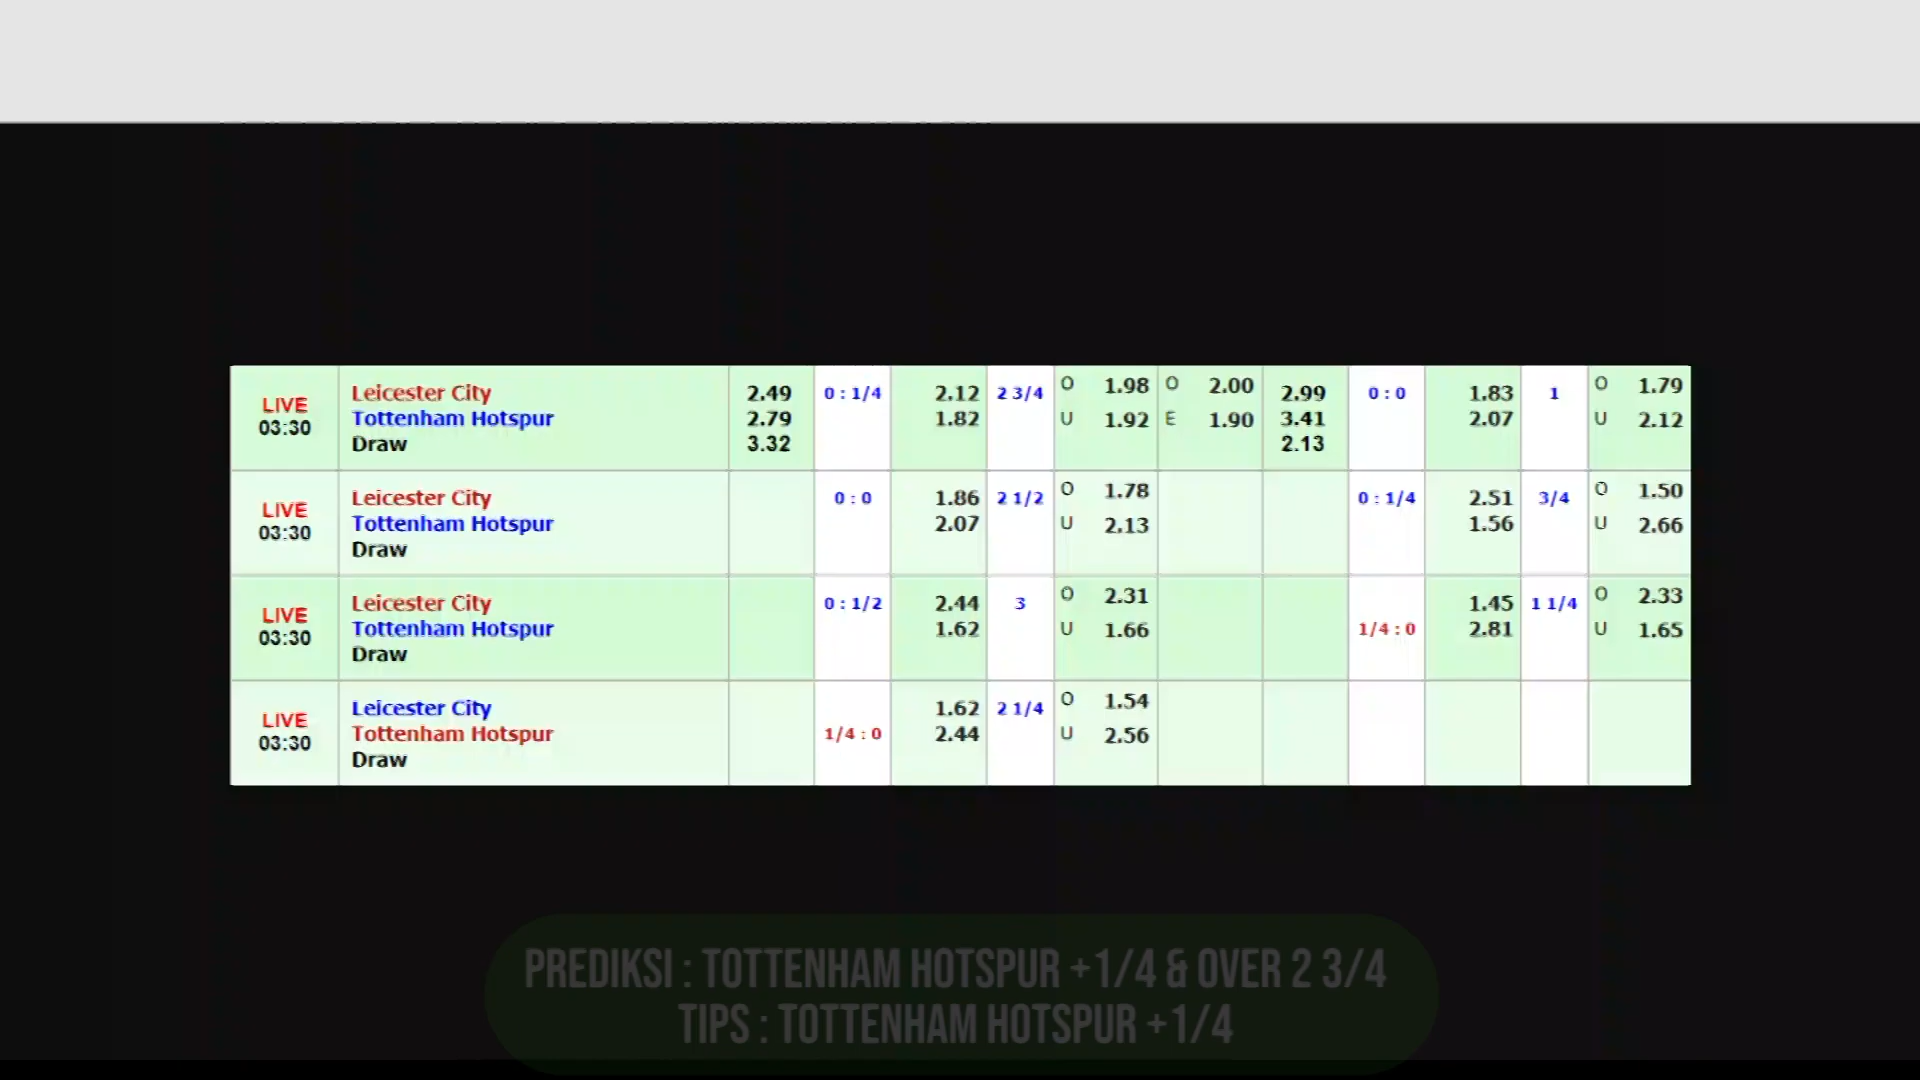 LIVE 03:30 Leicester City 2.49 0 : 1/4 2.12 2 3/4 O 1.98 O 2.00 2.99 0 : 0 1.83 1 O 1.79
Tottenham Hotspur 2.79 1.82 U 1.92 E 1.90 3.41 2.07 U 2.12
Draw 3.32 2.13
LIVE 03:30 Leicester City 0 : 0 1.86 2 1/2 O 1.78 0 : 1/4 2.51 3/4 O 1.50
Tottenham Hotspur 2.07 U 2.13 1.56 U 2.66
Draw
LIVE 03:30 Leicester City 0 : 1/2 2.44 3 O 2.31 1.45 1 1/4 O 2.33
Tottenham Hotspur 1.62 U 1.66 1/4 : 0 2.81 U 1.65
Draw
LIVE 03:30 Leicester City 1.62 2 1/4 O 1.54
Tottenham Hotspur 1/4 : 0 2.44 U 2.56
Draw
PREDIKSI : TOTTENHAM HOTSPUR +1/4 & OVER 2 3/4
TIPS : TOTTENHAM HOTSPUR +1/4